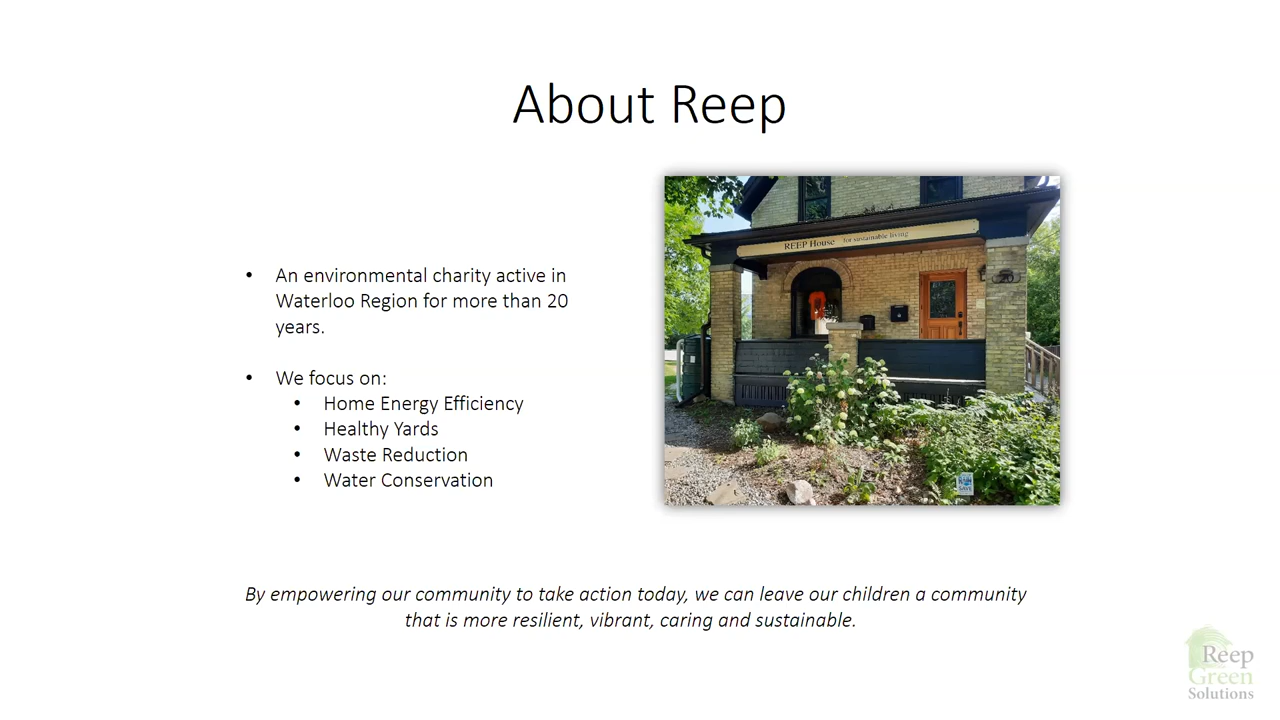 About Reep
• An environmental charity active in
Waterloo Region for more than 20
years.
• We focus on:
• Home Energy Efficiency
• Healthy Yards
• Waste Reduction
• Water Conservation
REEP House for sustainable living
20
By empowering our community to take action today, we can leave our children a community
that is more resilient, vibrant, caring and sustainable.
Reep
Green
Solutions